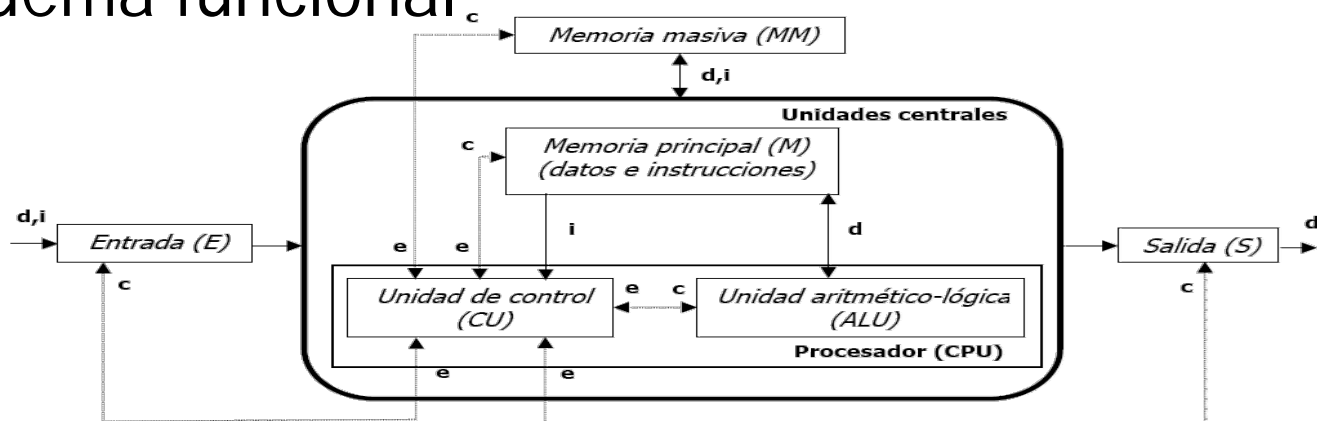 funcional
c
Memoria masiva (MM)
d,i
Unidades centrales
c
Memoria principal (M)
(datos e instrucciones)
d,i
Entrada (E)
e
e
i
d
Salida (S)
d
c
Unidad de control
(CU)
e
c
Unidad aritmético-lógica
(ALU)
c
Procesador (CPU)
e
e